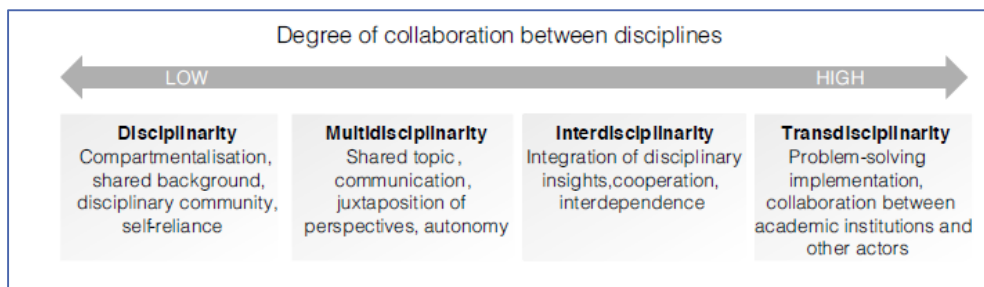 Degree of collaboration between disciplines
LOW
HIGH
Disciplinarity
Compartmentalisation,
shared background,
disciplinary community,
self-reliance
Multidisciplinarity
Shared topic,
communication,
juxtaposition of
perspectives, autonomy
Interdisciplinarity
Integration of disciplinary
insights,cooperation,
interdependence
Transdisciplinarity
Problem-solving
implementation,
collaboration between
academic institutions and
other actors